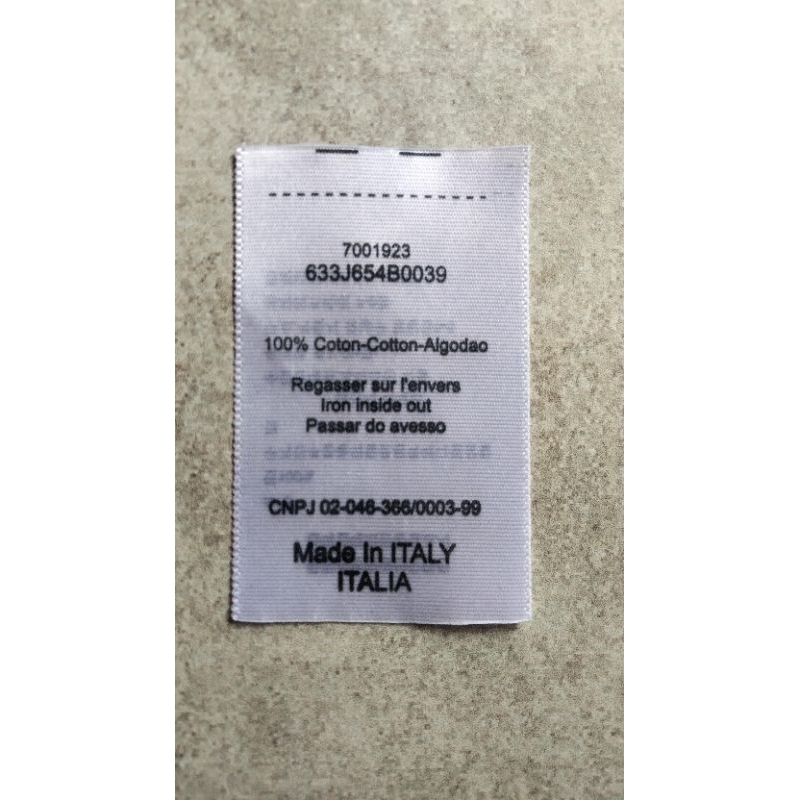 7001923
633J654B0039
100% Coton-Cotton-Algodao
Regasser sur l'envers
Iron inside out
Passar do avesso
CNPJ 02-046-366/0003-99
Made In ITALY
ITALIA